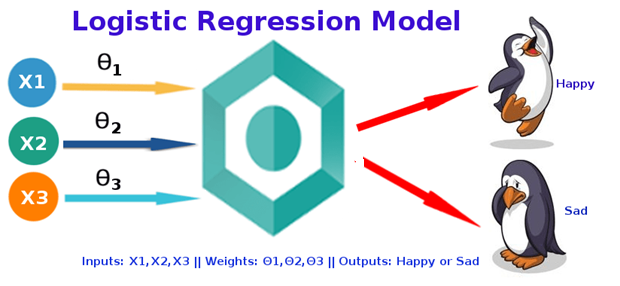 Logistic Regression Model
X1
θ1
X2
θ2
X3
θ3
Happy
Sad
Inputs: X1,X2,X3 || Weights: Θ1,Θ2,Θ3 || Outputs: Happy or Sad